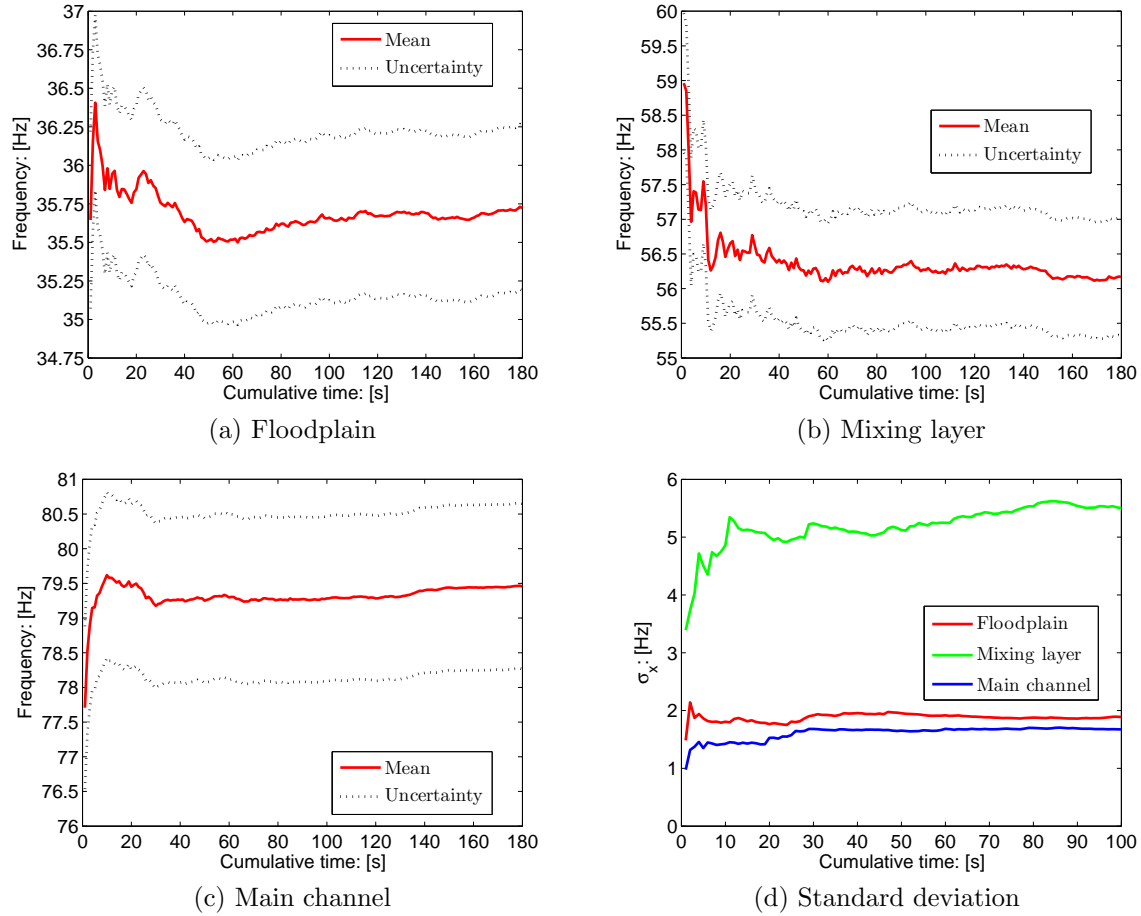 37
36.75
36.5
36.25
36
35.75
35.5
35.25
35
34.75
Frequency: [Hz]
Mean
Uncertainty
0 20 40 60 80 100 120 140 160 180
Cumulative time: [s]
(a) Floodplain
60
59.5
59
58.5
58
57.5
57
56.5
56
55.5
55
Frequency: [Hz]
Mean
Uncertainty
0 20 40 60 80 100 120 140 160 180
Cumulative time: [s]
(b) Mixing layer
81
80.5
80
79.5
79
78.5
78
77.5
77
76.5
76
Frequency: [Hz]
Mean
Uncertainty
0 20 40 60 80 100 120 140 160 180
Cumulative time: [s]
(c) Main channel
6
5
4
3
2
1
0
σx: [Hz]
Floodplain
Mixing layer
Main channel
0 10 20 30 40 50 60 70 80 90 100
Cumulative time: [s]
(d) Standard deviation